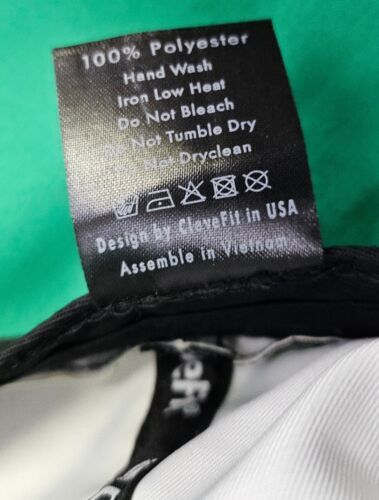 100% Polyester
Hand Wash
Iron Low Heat
Do Not Bleach
Do Not Tumble Dry
Do Not Dryclean
Design by CleveFit in USA
Assemble in Vietnam